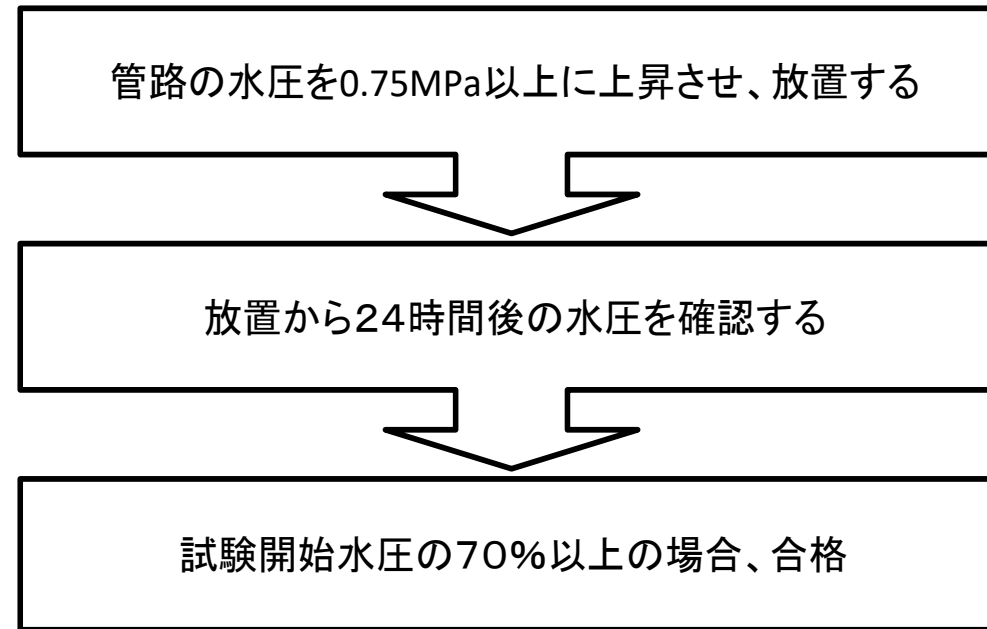 管路の水圧を0.75MPa以上に上昇させ、放置する
放置から２４時間後の水圧を確認する
試験開始水圧の７０％以上の場合、合格